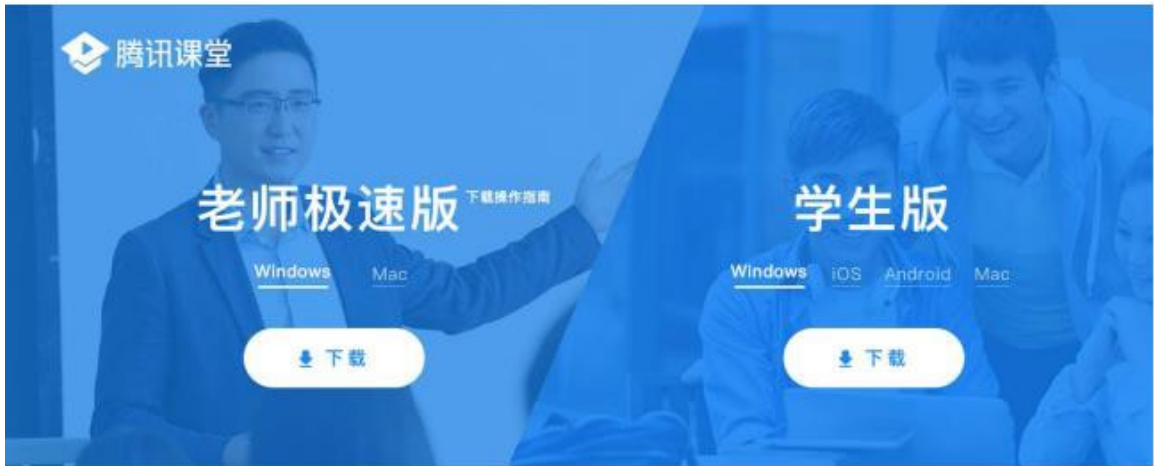 腾讯课堂
老师极速版 下载操作指南
Windows Mac
下载
学生版
Windows iOS Android Mac
下载